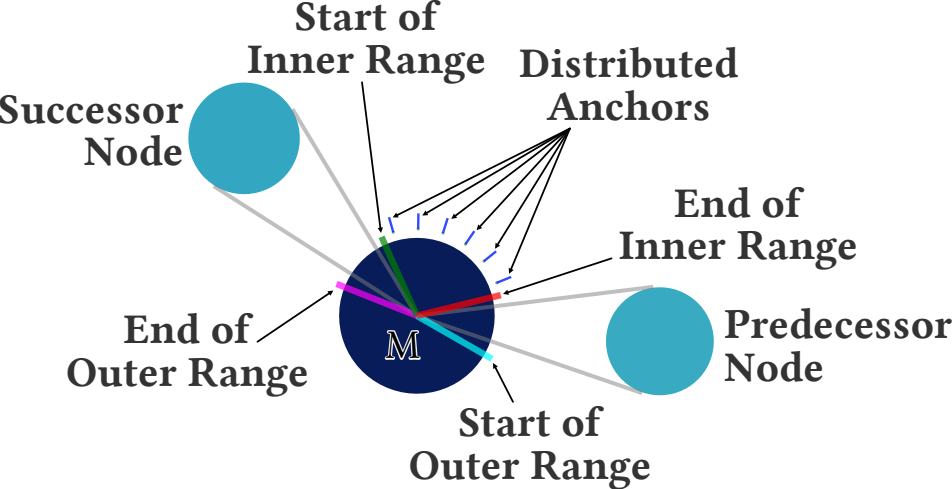 Start of
Inner Range
Distributed
Anchors
Successor
Node
End of
Inner Range
M
End of
Outer Range
Predecessor
Node
Start of
Outer Range